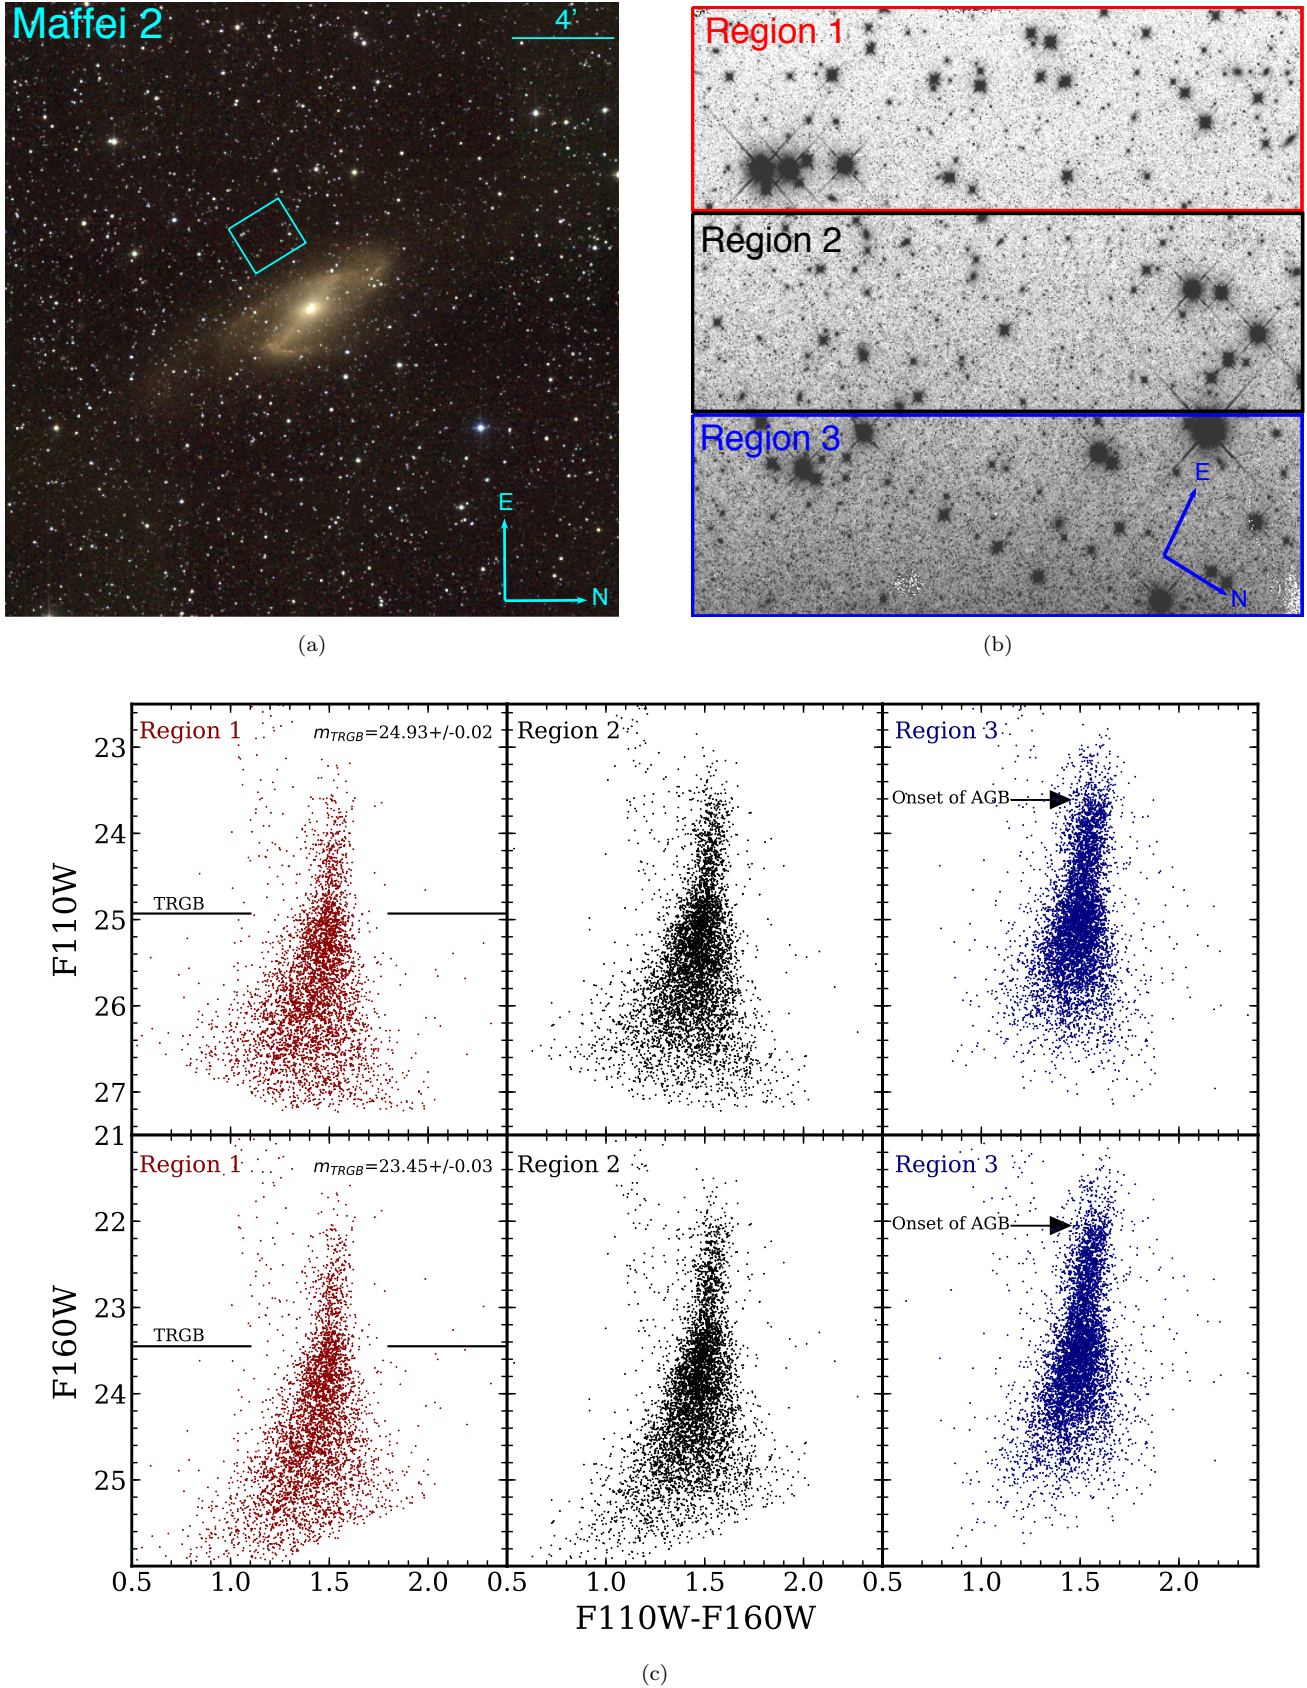 Maffei 2
4’
E
N
(a)
Region 1
Region 2
Region 3
E
N
(b)
Region 1
m_TRGB=24.93+/-0.02
Region 2
Region 3
Onset of AGB
TRGB
F110W
23
24
25
26
27
21
Region 1
m_TRGB=23.45+/-0.03
Region 2
Region 3
Onset of AGB
TRGB
F160W
22
23
24
25
0.5 1.0 1.5 2.0 0.5 1.0 1.5 2.0 0.5 1.0 1.5 2.0
F110W-F160W
(c)